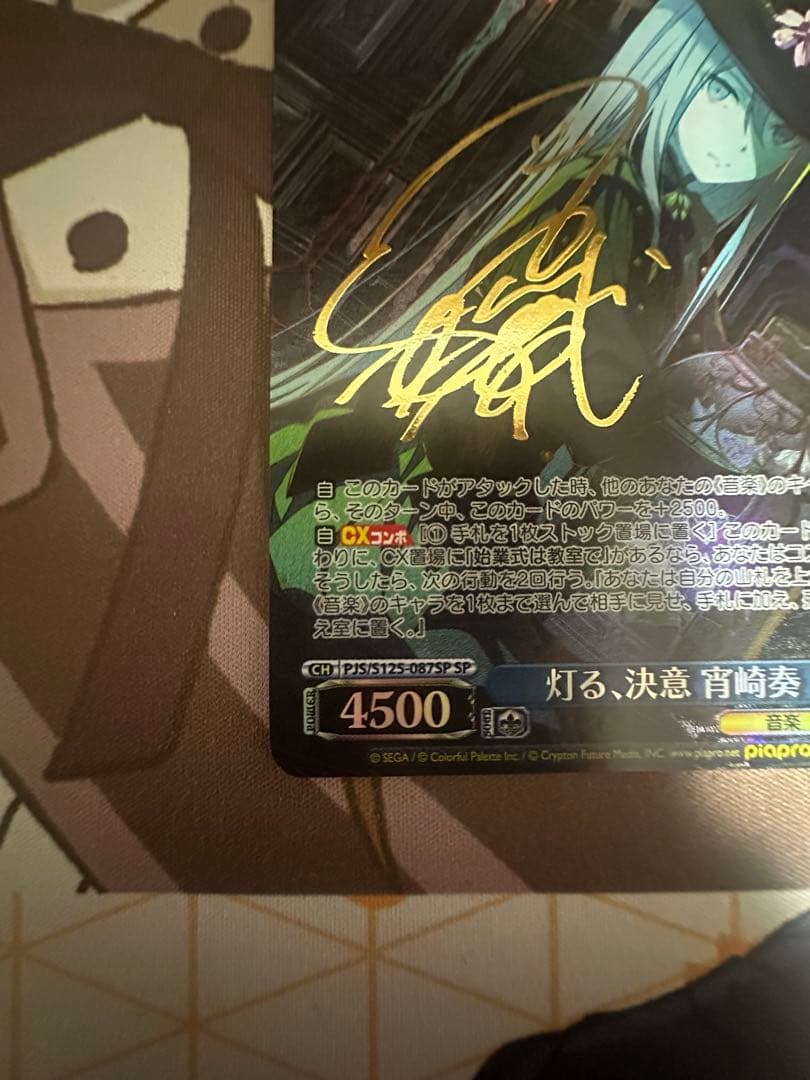 自 このカードがアタックした時、他のあなたの《音楽》のキ
ら、そのターン中、このカードのパワーを+2500。
自 CXコンボ [① 手札を1枚ストック置場に置く] このカード
わりに、CX置場に「始業式は教室で」があるなら、あなたはコ
そうしたら、次の行動を2回行う。『あなたは自分の山札を上
《音楽》のキャラを1枚まで選んで相手に見せ、手札に加え、
え室に置く。』
CH PJS/S125-087SP SP
灯る、決意 宵崎奏
POWER 4500
音楽
© SEGA / © Colorful Palette Inc. / © Crypton Future Media, INC. www.piapro.net piapro